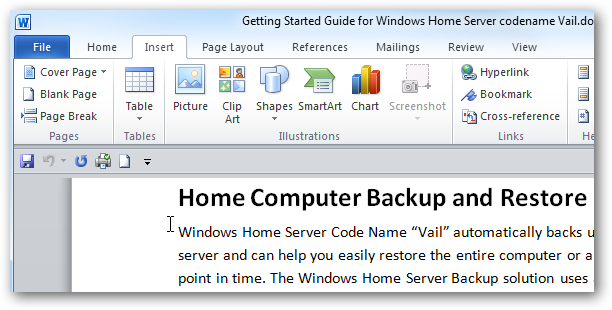 Getting Started Guide for Windows Home Server codename Vail.do
File Home Insert Page Layout References Mailings Review View
Cover Page
Blank Page
Page Break
Pages
Table
Tables
Picture
Clip
Art
Shapes
SmartArt
Chart
Screenshot
Illustrations
Hyperlink
Bookmark
Cross-reference
Links
He
Home Computer Backup and Restore
Windows Home Server Code Name “Vail” automatically backs u
server and can help you easily restore the entire computer or a
point in time. The Windows Home Server Backup solution uses